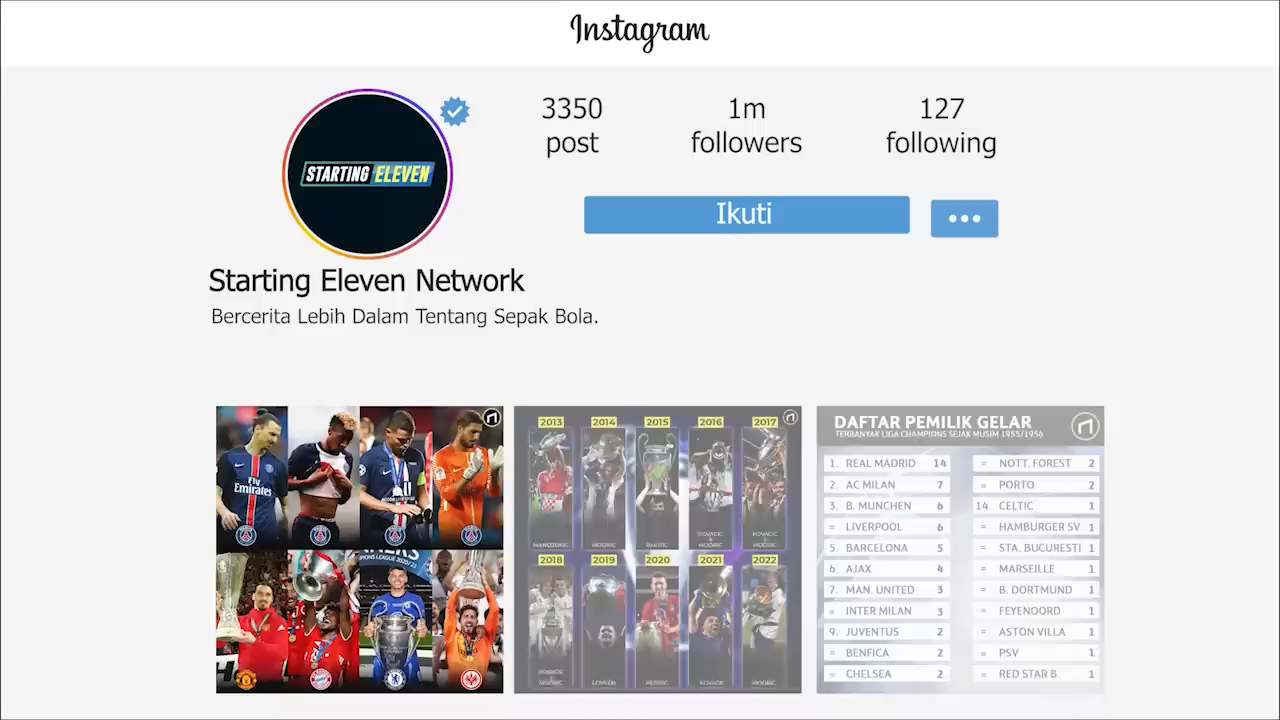 Instagram
3350
post
1m
followers
127
following
STARTING ELEVEN
Ikuti
Starting Eleven Network
Bercerita Lebih Dalam Tentang Sepak Bola.
Fly
Emirates
2013
2014
2015
2016
2017
MODRIC
2018
2019
2020
2021
2022
DAFTAR PEMILIK GELAR
TERBANYAK LIGA CHAMPIONS SEJAK MUSIM 1955/1956
1. REAL MADRID 14
2. AC MILAN 7
3. B. MUNCHEN 6
= LIVERPOOL 6
5. BARCELONA 5
6. AJAX 4
7. MAN. UNITED 3
= INTER MILAN 3
9. JUVENTUS 2
= BENFICA 2
= CHELSEA 2
= NOTT. FOREST 2
= PORTO 2
14. CELTIC 1
= HAMBURGER SV 1
= STA. BUCURESTI 1
= MARSEILLE 1
= B. DORTMUND 1
= FEYENOORD 1
= ASTON VILLA 1
= PSV 1
= RED STAR B. 1